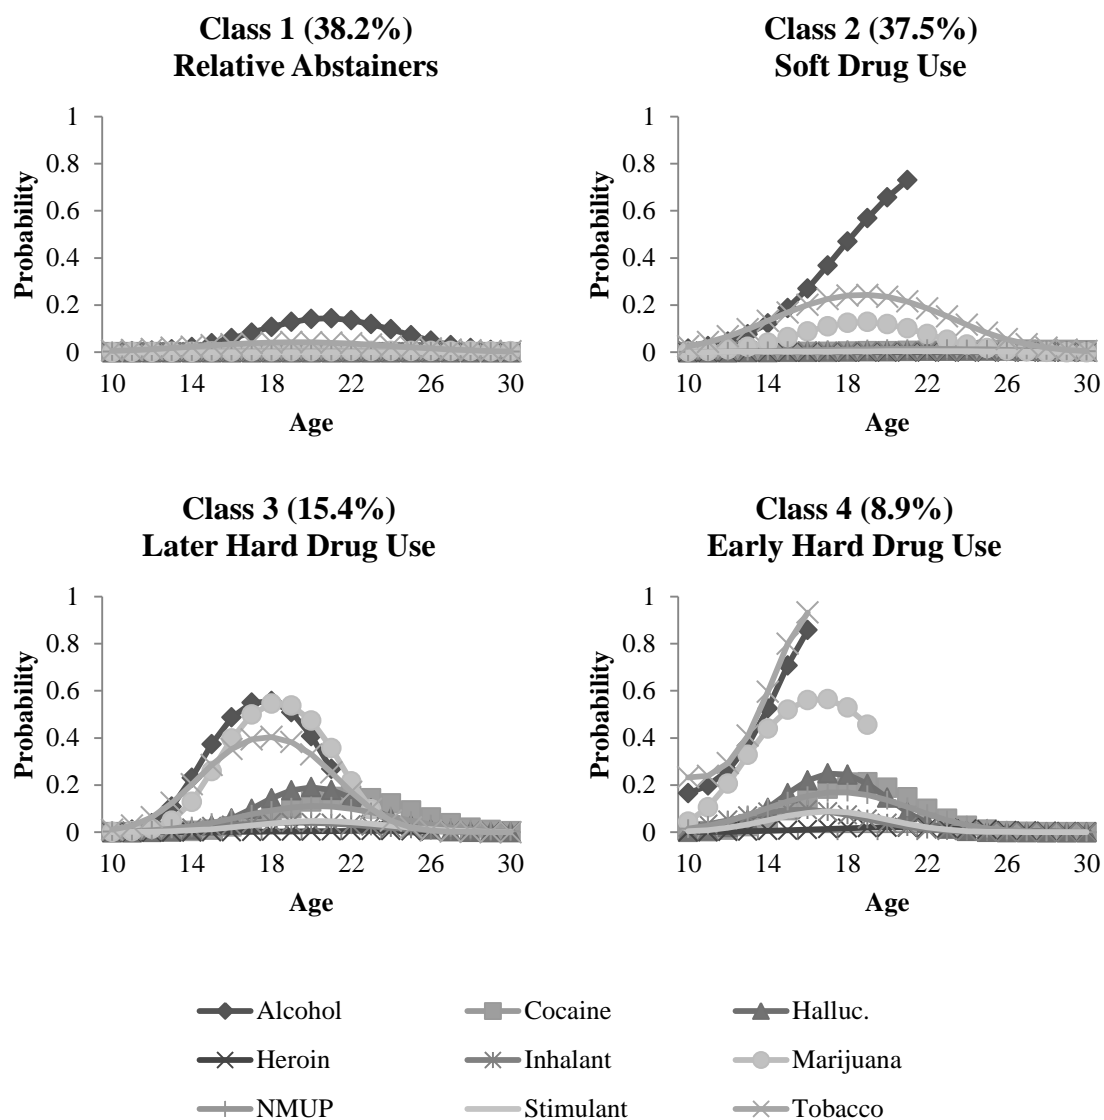 Class 1 (38.2%)
Relative Abstainers
1
0.8
0.6
0.4
0.2
0
Probability
10 14 18 22 26 30
Age
Class 2 (37.5%)
Soft Drug Use
1
0.8
0.6
0.4
0.2
0
Probability
10 14 18 22 26 30
Age
Class 3 (15.4%)
Later Hard Drug Use
1
0.8
0.6
0.4
0.2
0
Probability
10 14 18 22 26 30
Age
Class 4 (8.9%)
Early Hard Drug Use
1
0.8
0.6
0.4
0.2
0
Probability
10 14 18 22 26 30
Age
Alcohol Cocaine Halluc.
Heroin Inhalant Marijuana
NMUP Stimulant Tobacco